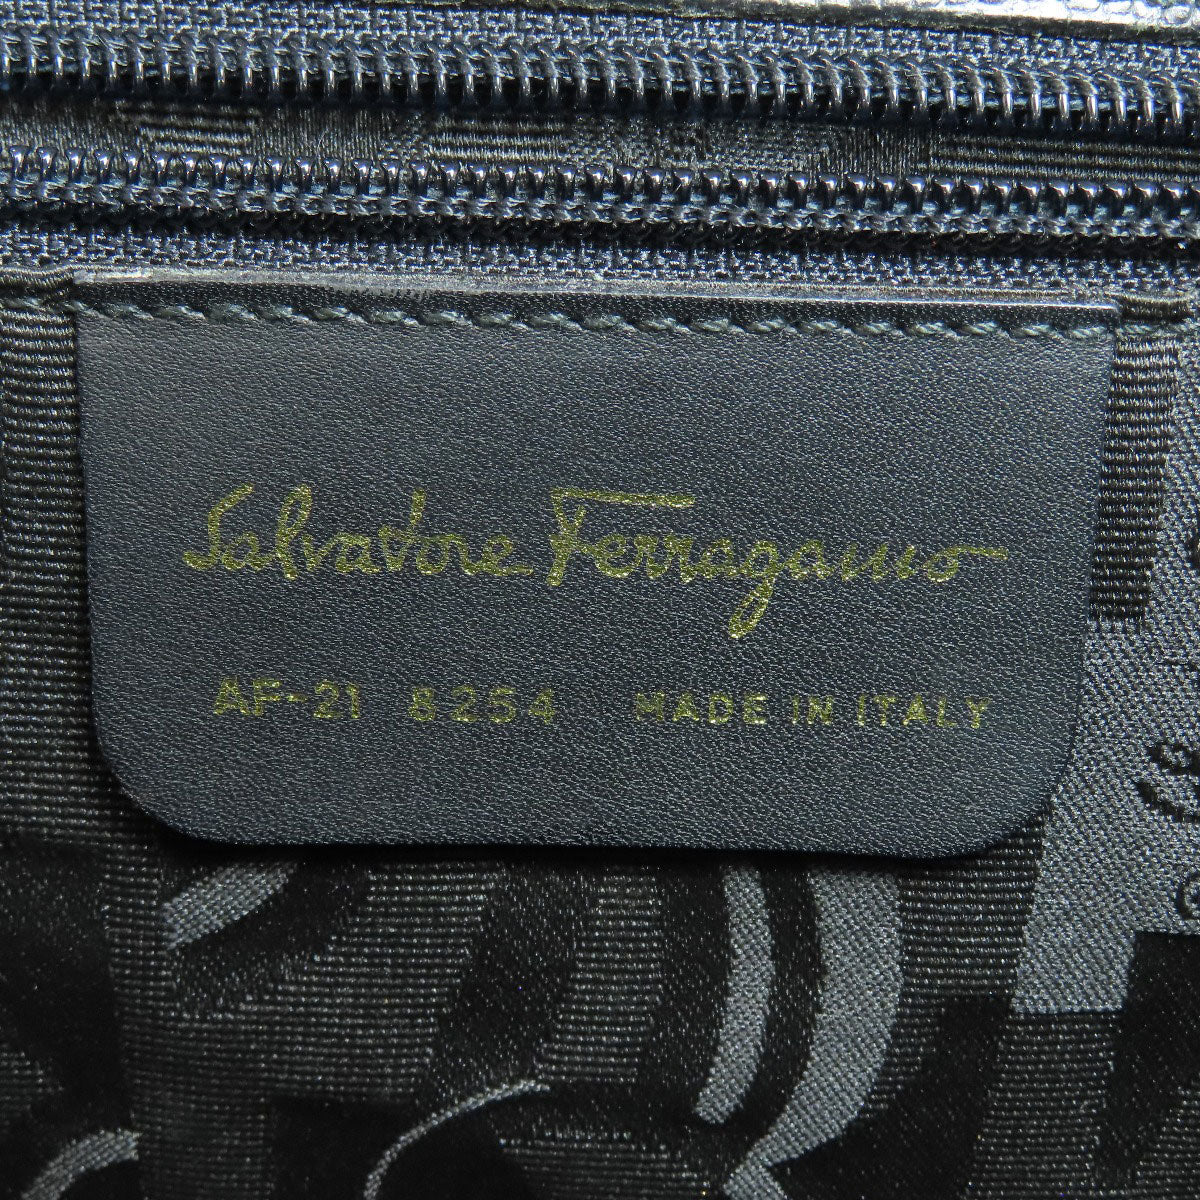 Salvatore Ferragamo
AF-21 8254 MADE IN ITALY